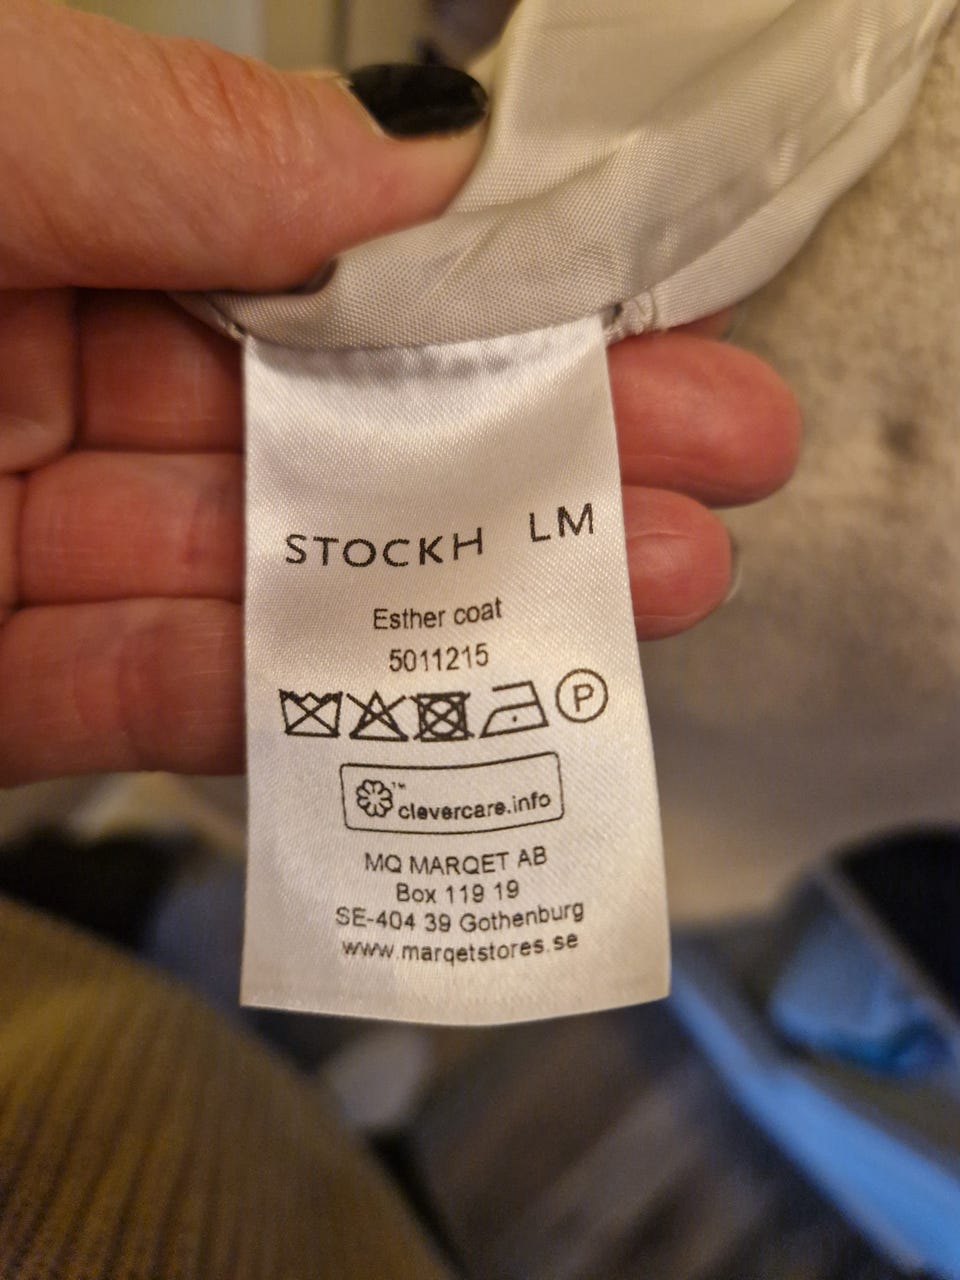 STOCKH LM
Esther coat
5011215
P
™
clevercare.info
MQ MARQET AB
Box 119 19
SE-404 39 Gothenburg
www.marqetstores.se